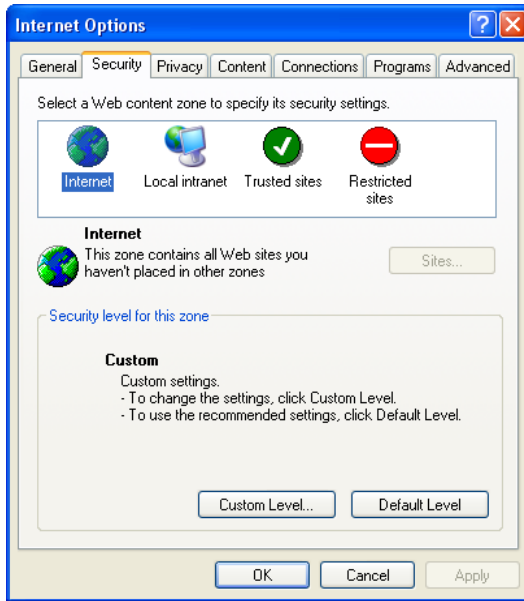 Internet Options
General Security Privacy Content Connections Programs Advanced
Select a Web content zone to specify its security settings.
Internet Local intranet Trusted sites Restricted
sites
Internet
This zone contains all Web sites you
haven't placed in other zones
Sites...
Security level for this zone
Custom
Custom settings.
- To change the settings, click Custom Level.
- To use the recommended settings, click Default Level.
Custom Level... Default Level
OK Cancel Apply